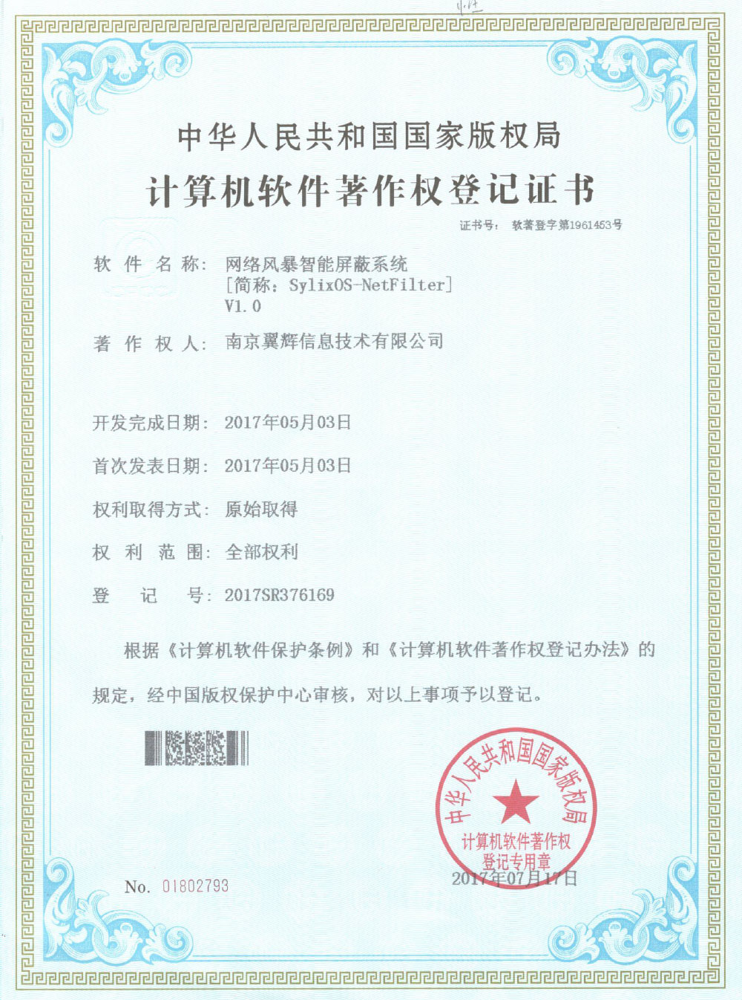 中华人民共和国国家版权局
计算机软件著作权登记证书
证书号： 软著登字第1961453号
软件名称： 网络风暴智能屏蔽系统
[简称：SylixOS-NetFilter]
V1.0
著作权人： 南京翼辉信息技术有限公司
开发完成日期： 2017年05月03日
首次发表日期： 2017年05月03日
权利取得方式： 原始取得
权利范围： 全部权利
登记号： 2017SR376169
根据《计算机软件保护条例》和《计算机软件著作权登记办法》的
规定，经中国版权保护中心审核，对以上事项予以登记。
中华人民共和国国家版权局
计算机软件著作权
登记专用章
2017年07月17日
No. 01802793